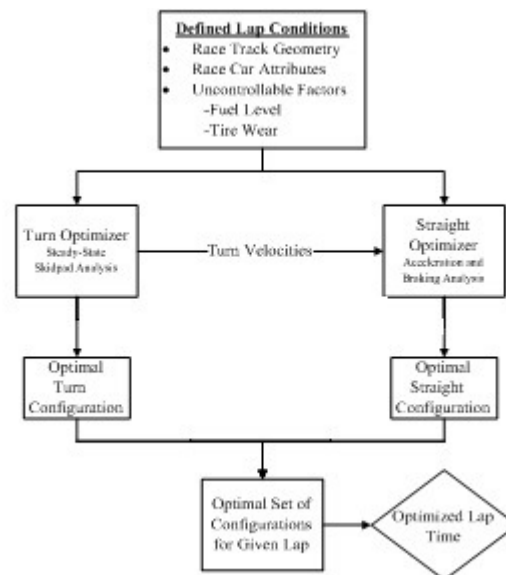 Defined Lap Conditions
• Race Track Geometry
• Race Car Attributes
• Uncontrollable Factors
-Fuel Level
-Tire Wear
Turn Optimizer
Steady-State
Skidpad Analysis
Turn Velocities
Straight
Optimizer
Acceleration and
Braking Analysis
Optimal
Turn
Configuration
Optimal
Straight
Configuration
Optimal Set of
Configurations
for Given Lap
Optimized Lap
Time